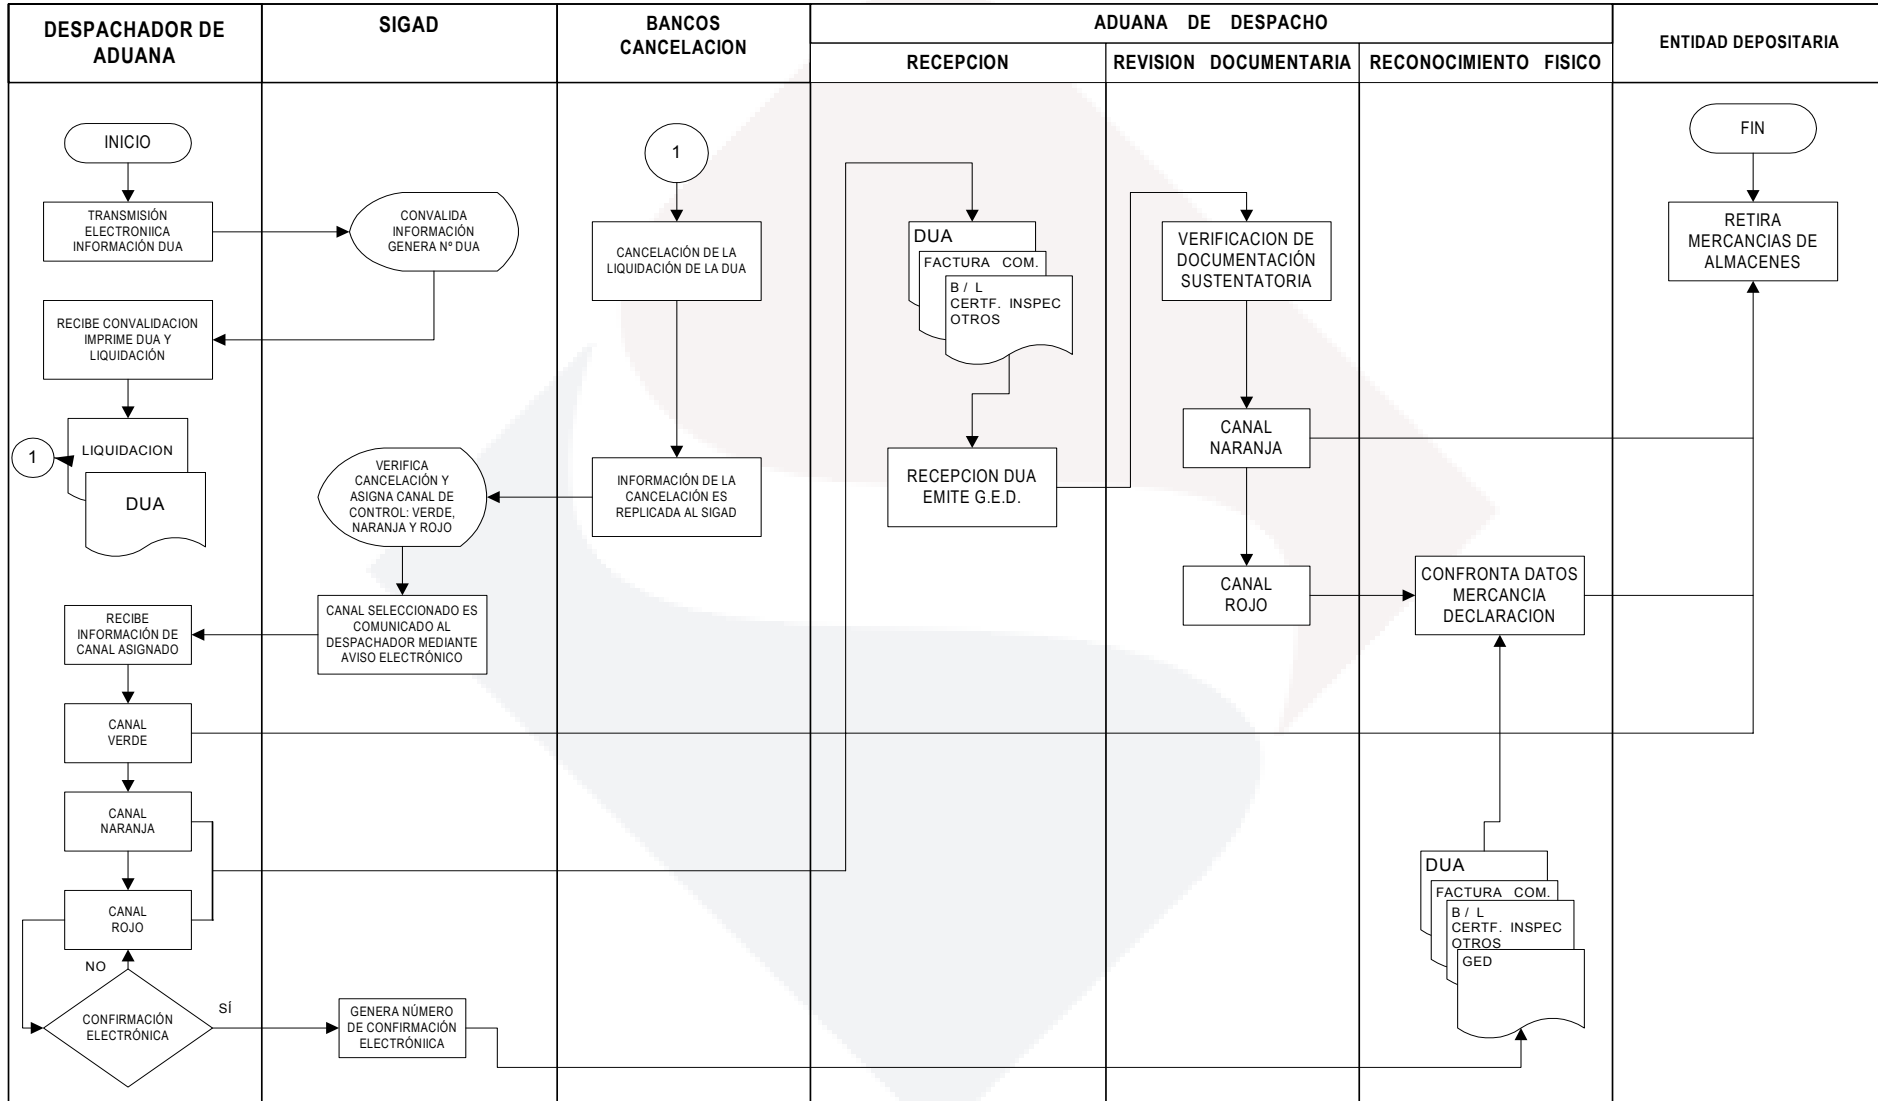 DESPACHADOR DE
ADUANA
SIGAD
BANCOS
CANCELACION
ADUANA DE DESPACHO
RECEPCION
REVISION DOCUMENTARIA
RECONOCIMIENTO FISICO
ENTIDAD DEPOSITARIA
INICIO
TRANSMISIÓN
ELECTRONIICA
INFORMACIÓN DUA
RECIBE CONVALIDACION
IMPRIME DUA Y
LIQUIDACIÓN
1
LIQUIDACION
DUA
RECIBE
INFORMACIÓN DE
CANAL ASIGNADO
CANAL
VERDE
CANAL
NARANJA
CANAL
ROJO
NO
SÍ
CONFIRMACIÓN
ELECTRÓNICA
CONVALIDA
INFORMACIÓN
GENERA Nº DUA
VERIFICA
CANCELACIÓN Y
ASIGNA CANAL DE
CONTROL: VERDE,
NARANJA Y ROJO
CANAL SELECCIONADO ES
COMUNICADO AL
DESPACHADOR MEDIANTE
AVISO ELECTRÓNICO
GENERA NÚMERO
DE CONFIRMACIÓN
ELECTRÓNIICA
1
CANCELACIÓN DE LA
LIQUIDACIÓN DE LA DUA
INFORMACIÓN DE LA
CANCELACIÓN ES
REPLICADA AL SIGAD
DUA
FACTURA COM.
B / L
CERTF. INSPEC
OTROS
RECEPCION DUA
EMITE G.E.D.
VERIFICACION DE
DOCUMENTACIÓN
SUSTENTATORIA
CANAL
NARANJA
CANAL
ROJO
CONFRONTA DATOS
MERCANCIA
DECLARACION
DUA
FACTURA COM.
B / L
CERTF. INSPEC
OTROS
GED
FIN
RETIRA
MERCANCIAS DE
ALMACENES